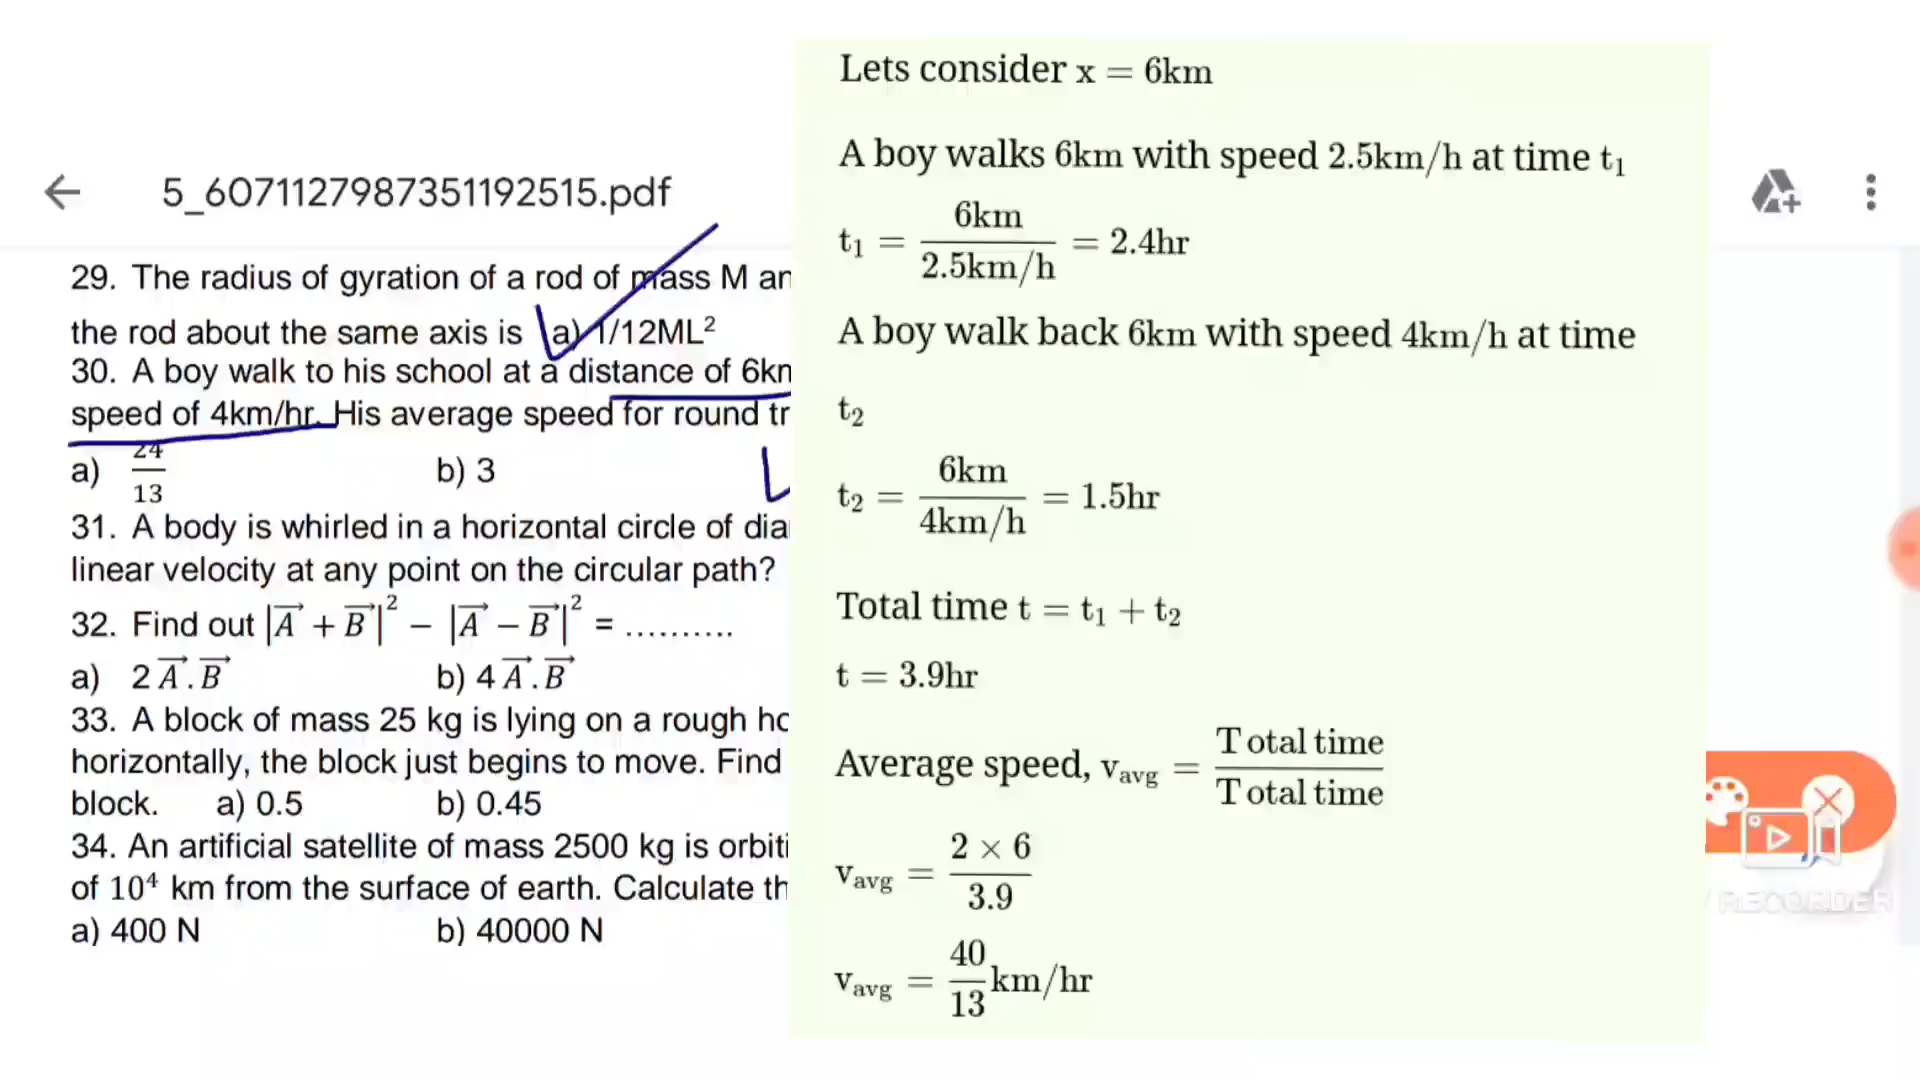 5_6071127987351192515.pdf
29. The radius of gyration of a rod of mass M an
the rod about the same axis is a) 1/12ML²
30. A boy walk to his school at a distance of 6km
speed of 4km/hr. His average speed for round tr
a) 24/13 b) 3
31. A body is whirled in a horizontal circle of dia
linear velocity at any point on the circular path?
32. Find out |A⃗ + B⃗|² − |A⃗ − B⃗|² = ..........
a) 2 A⃗ . B⃗ b) 4 A⃗ . B⃗
33. A block of mass 25 kg is lying on a rough ho
horizontally, the block just begins to move. Find
block. a) 0.5 b) 0.45
34. An artificial satellite of mass 2500 kg is orbiti
of 10⁴ km from the surface of earth. Calculate th
a) 400 N b) 40000 N
Lets consider x = 6km
A boy walks 6km with speed 2.5km/h at time t₁
t₁ = 6km / 2.5km/h = 2.4hr
A boy walk back 6km with speed 4km/h at time
t₂
t₂ = 6km / 4km/h = 1.5hr
Total time t = t₁ + t₂
t = 3.9hr
Average speed, vavg = Total time / Total time
vavg = 2 × 6 / 3.9
vavg = 40/13 km/hr
RECORDER